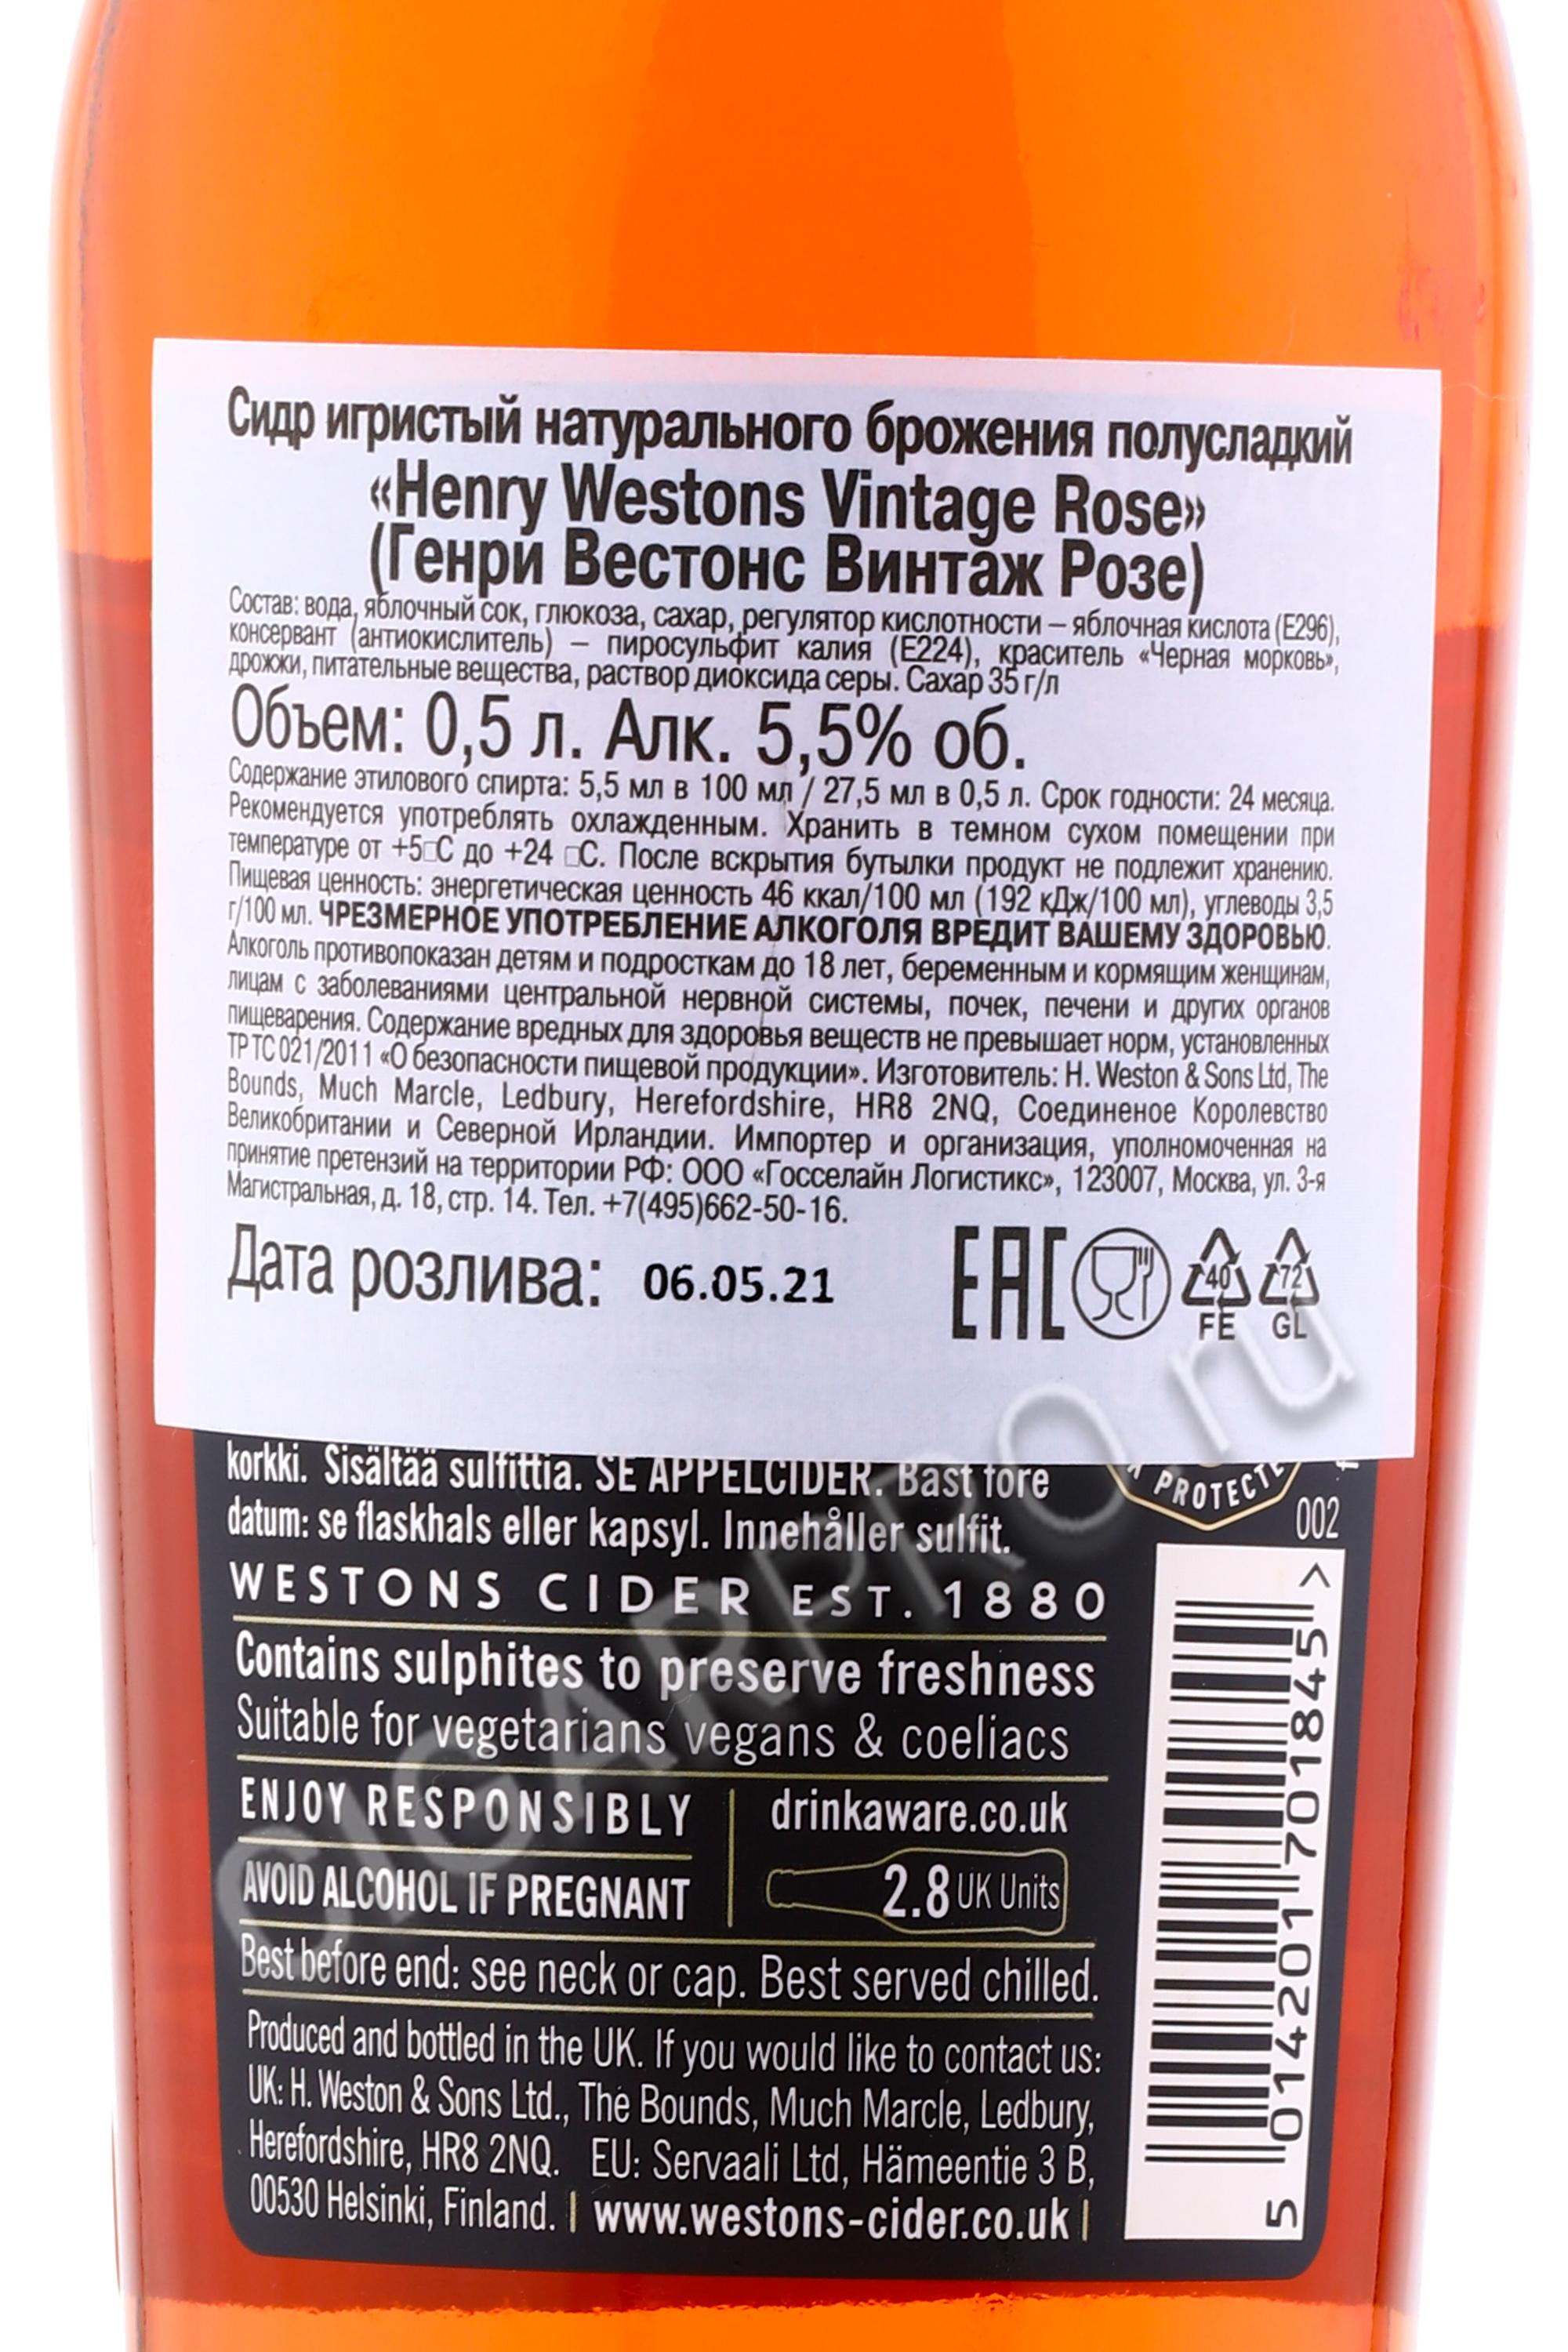 Сидр игристый натурального брожения полусладкий
«Henry Westons Vintage Rose»
(Генри Вестонс Винтаж Розе)
Состав: вода, яблочный сок, глюкоза, сахар, регулятор кислотности – яблочная кислота (Е296),
консервант (антиокислитель) – пиросульфит калия (Е224), краситель «Черная морковь»,
дрожжи, питательные вещества, раствор диоксида серы. Сахар 35 г/л
Объем: 0,5 л. Алк. 5,5% об.
Содержание этилового спирта: 5,5 мл в 100 мл / 27,5 мл в 0,5 л. Срок годности: 24 месяца.
Рекомендуется употреблять охлажденным. Хранить в темном сухом помещении при
температуре от +5□С до +24 □С. После вскрытия бутылки продукт не подлежит хранению.
Пищевая ценность: энергетическая ценность 46 ккал/100 мл (192 кДж/100 мл), углеводы 3,5
г/100 мл. ЧРЕЗМЕРНОЕ УПОТРЕБЛЕНИЕ АЛКОГОЛЯ ВРЕДИТ ВАШЕМУ ЗДОРОВЬЮ.
Алкоголь противопоказан детям и подросткам до 18 лет, беременным и кормящим женщинам,
лицам с заболеваниями центральной нервной системы, почек, печени и других органов
пищеварения. Содержание вредных для здоровья веществ не превышает норм, установленных
ТР ТС 021/2011 «О безопасности пищевой продукции». Изготовитель: H. Weston & Sons Ltd, The
Bounds, Much Marcle, Ledbury, Herefordshire, HR8 2NQ, Соединеное Королевство
Великобритании и Северной Ирландии. Импортер и организация, уполномоченная на
принятие претензий на территории РФ: ООО «Госселайн Логистикс», 123007, Москва, ул. 3-я
Магистральная, д. 18, стр. 14. Тел. +7(495)662-50-16.
Дата розлива: 06.05.21
EAC 40 72
FE GL
korkki. Sisältää sulfittia. SE ÄPPELCIDER. Bäst före
datum: se flaskhals eller kapsyl. Innehåller sulfit.
PROTECTE
002
WESTONS CIDER EST. 1880
Contains sulphites to preserve freshness
Suitable for vegetarians vegans & coeliacs
ENJOY RESPONSIBLY
drinkaware.co.uk
AVOID ALCOHOL IF PREGNANT
2.8 UK Units
Best before end: see neck or cap. Best served chilled.
Produced and bottled in the UK. If you would like to contact us:
UK: H. Weston & Sons Ltd., The Bounds, Much Marcle, Ledbury,
Herefordshire, HR8 2NQ. EU: Servaali Ltd, Hämeentie 3 B,
00530 Helsinki, Finland. | www.westons-cider.co.uk |
5 014201 701845 >
CIGARPRO.ru